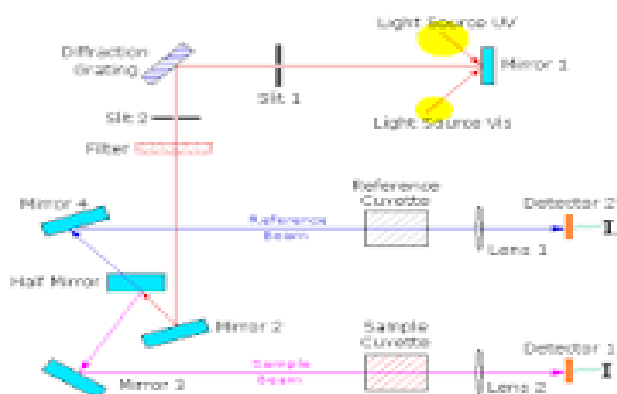 Light Source UV
Diffraction
Grating
Mirror 1
Slit 1
Slit 2
Light Source Vis
Filter
Reference
Cuvette
Mirror 4
Detector 2
Reference
Beam
I
Lens 1
Half Mirror
Mirror 2
Sample
Cuvette
Detector 1
Sample
Beam
I
Mirror 3
Lens 2